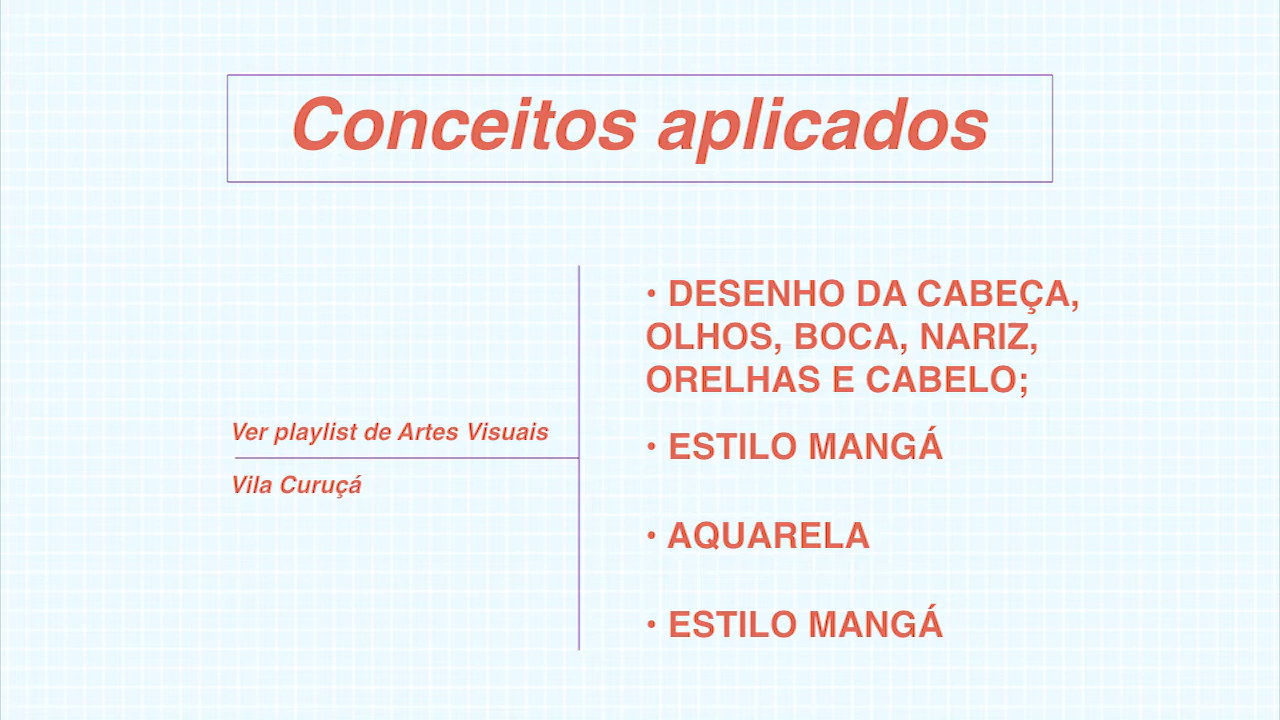 Conceitos aplicados
Ver playlist de Artes Visuais
Vila Curuçá
• DESENHO DA CABEÇA,
OLHOS, BOCA, NARIZ,
ORELHAS E CABELO;
• ESTILO MANGÁ
• AQUARELA
• ESTILO MANGÁ